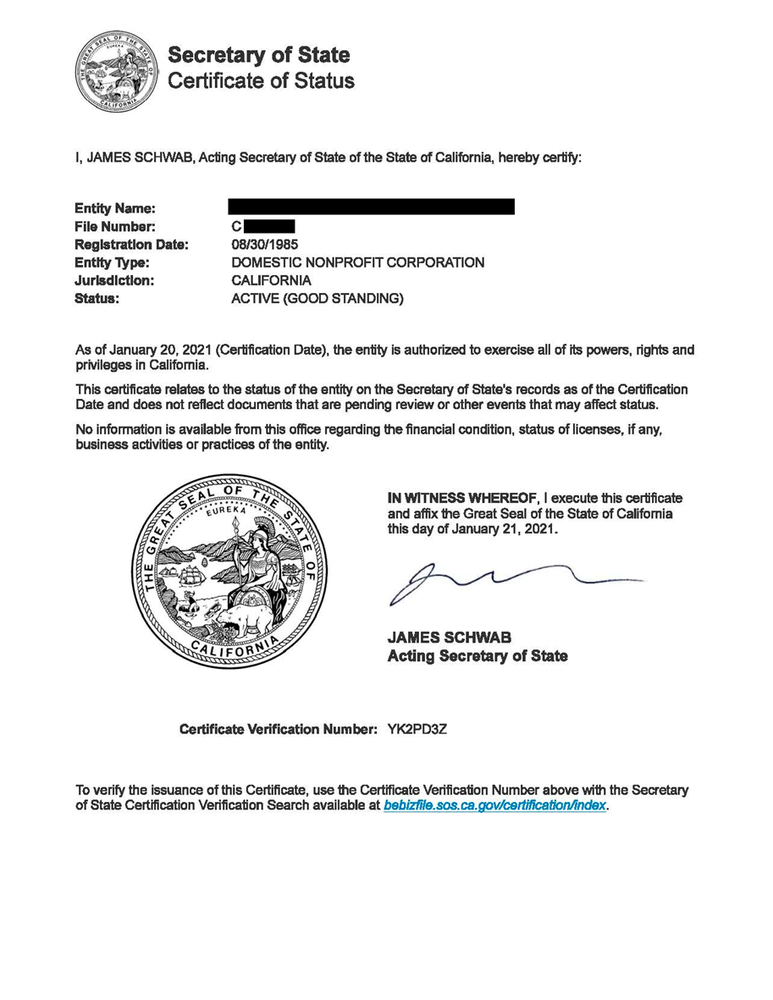 THE GREAT SEAL OF THE STATE OF CALIFORNIA
EUREKA
Secretary of State
Certificate of Status
I, JAMES SCHWAB, Acting Secretary of State of the State of California, hereby certify:
Entity Name:
File Number: C
Registration Date: 08/30/1985
Entity Type: DOMESTIC NONPROFIT CORPORATION
Jurisdiction: CALIFORNIA
Status: ACTIVE (GOOD STANDING)
As of January 20, 2021 (Certification Date), the entity is authorized to exercise all of its powers, rights and
privileges in California.
This certificate relates to the status of the entity on the Secretary of State's records as of the Certification
Date and does not reflect documents that are pending review or other events that may affect status.
No information is available from this office regarding the financial condition, status of licenses, if any,
business activities or practices of the entity.
THE GREAT SEAL OF THE STATE OF CALIFORNIA
EUREKA
IN WITNESS WHEREOF, I execute this certificate
and affix the Great Seal of the State of California
this day of January 21, 2021.
JAMES SCHWAB
Acting Secretary of State
Certificate Verification Number: YK2PD3Z
To verify the issuance of this Certificate, use the Certificate Verification Number above with the Secretary
of State Certification Verification Search available at bebizfile.sos.ca.gov/certification/index.